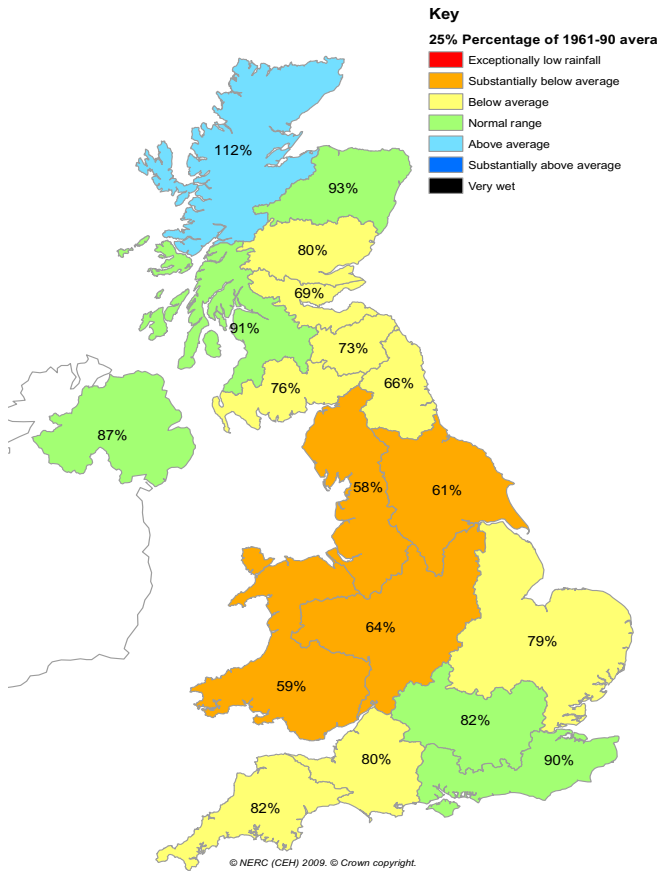 Key
25% Percentage of 1961-90 avera
Exceptionally low rainfall
Substantially below average
Below average
Normal range
Above average
Substantially above average
Very wet
112%
93%
80%
69%
91%
73%
76%
66%
87%
58%
61%
64%
79%
59%
82%
80%
90%
82%
© NERC (CEH) 2009. © Crown copyright.